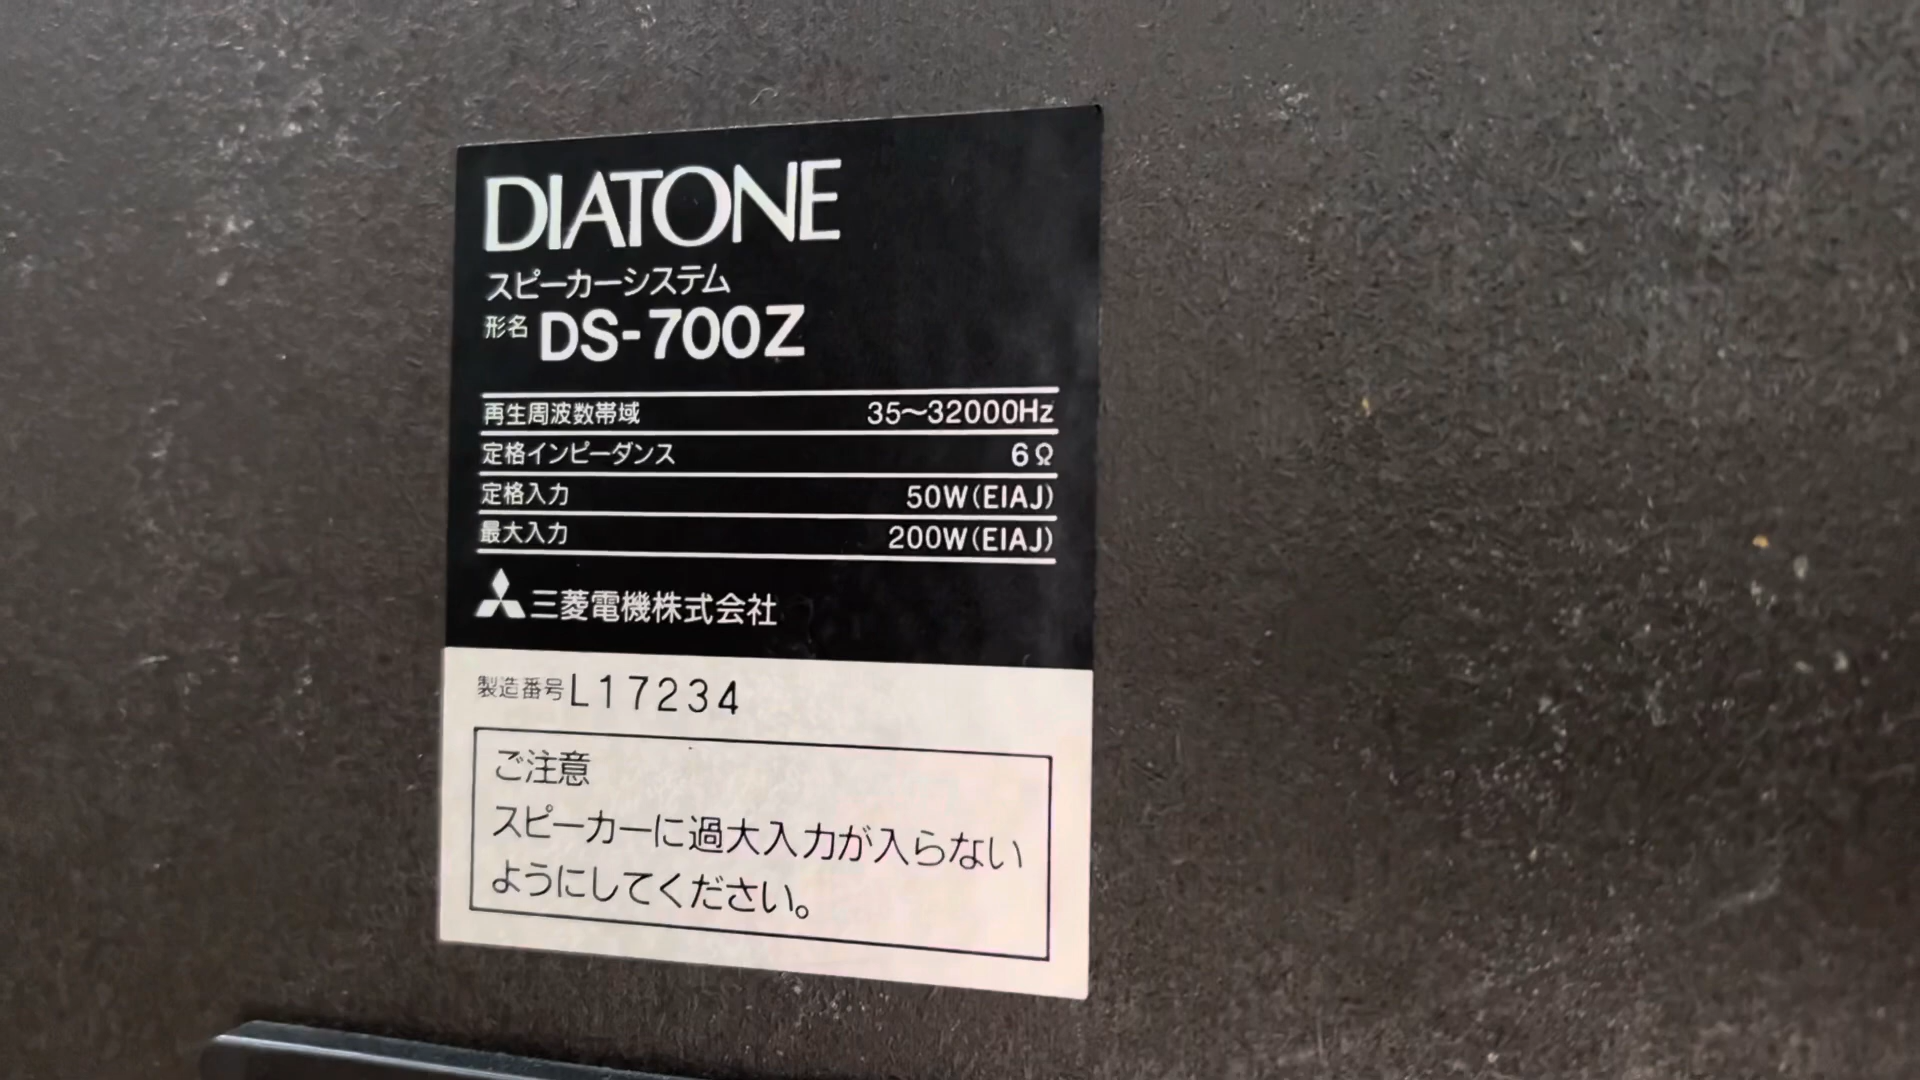 DIATONE
スピーカーシステム
形名 DS-700Z
再生周波数帯域 35〜32000Hz
定格インピーダンス 6Ω
定格入力 50W(EIAJ)
最大入力 200W(EIAJ)
三菱電機株式会社
製造番号 L17234
ご注意
スピーカーに過大入力が入らない
ようにしてください。